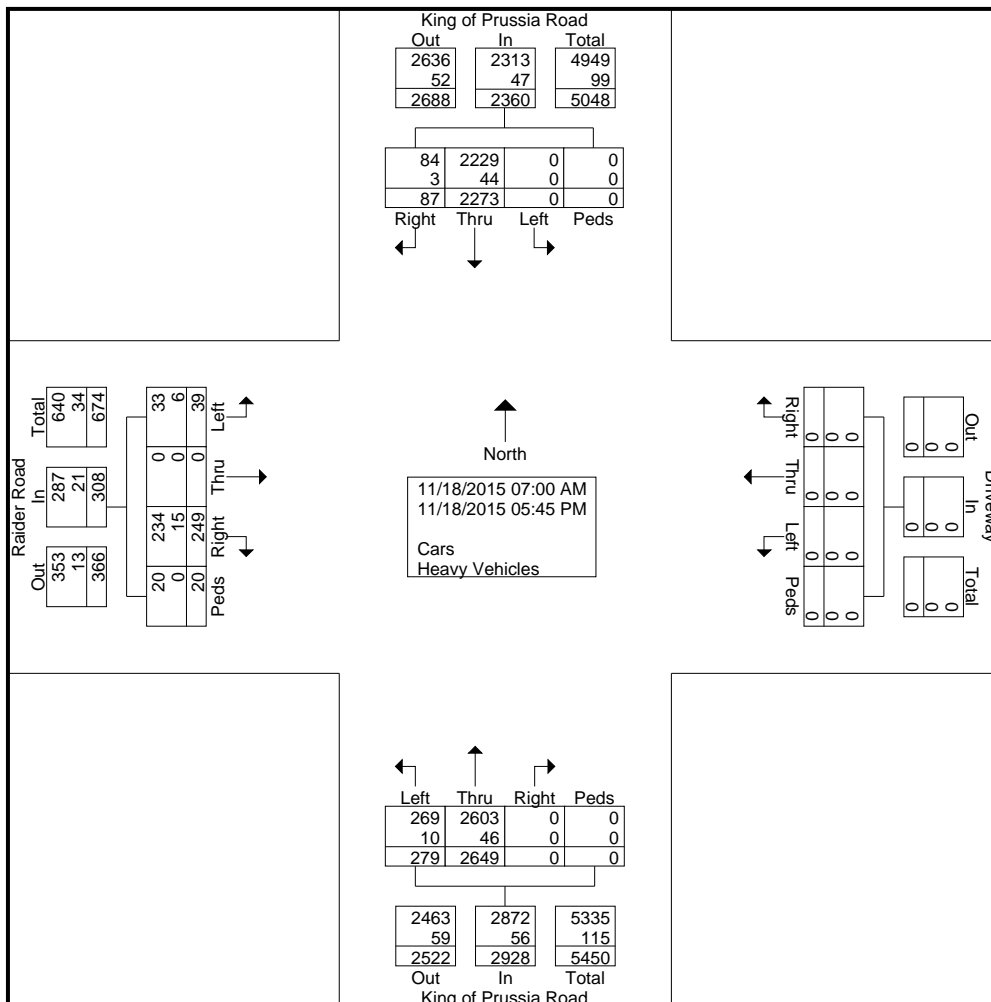 King of Prussia Road
Out In Total
2636 2313 4949
52 47 99
2688 2360 5048
84 2229 0 0
3 44 0 0
87 2273 0 0
Right Thru Left Peds
Raider Road
Total In Out
640 287 353
34 21 13
674 308 366
33 0 234 20
6 0 15 0
39 0 249 20
Left Thru Right Peds
North
11/18/2015 07:00 AM
11/18/2015 05:45 PM
Cars
Heavy Vehicles
Right Thru Left Peds
0 0 0 0
0 0 0 0
0 0 0 0
0 0 0
0 0 0
0 0 0
Out In Total
Driveway
Left Thru Right Peds
269 2603 0 0
10 46 0 0
279 2649 0 0
2463 2872 5335
59 56 115
2522 2928 5450
Out In Total
King of Prussia Road